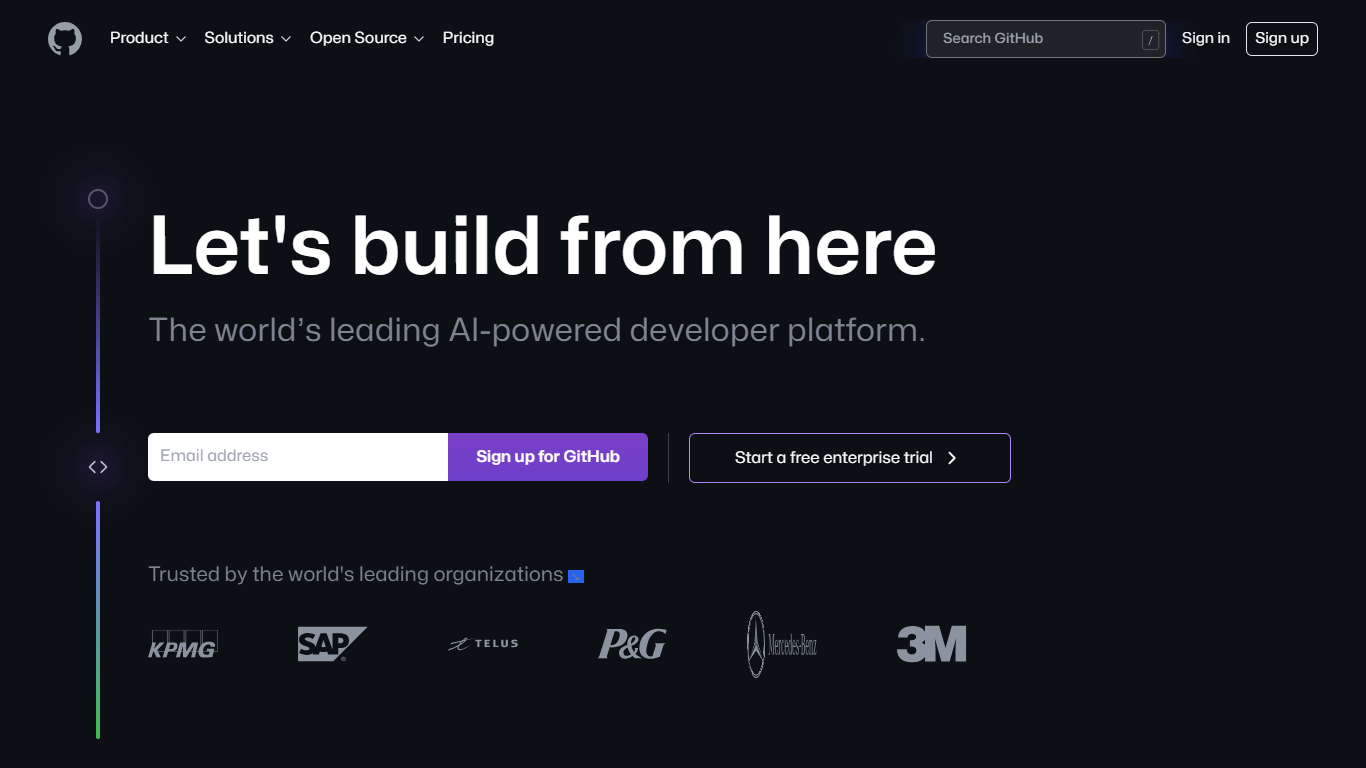 Product Solutions Open Source Pricing Search GitHub / Sign in Sign up
Let's build from here
The world’s leading AI-powered developer platform.
Email address Sign up for GitHub Start a free enterprise trial
Trusted by the world's leading organizations
KPMG SAP® TELUS P&G Mercedes-Benz 3M